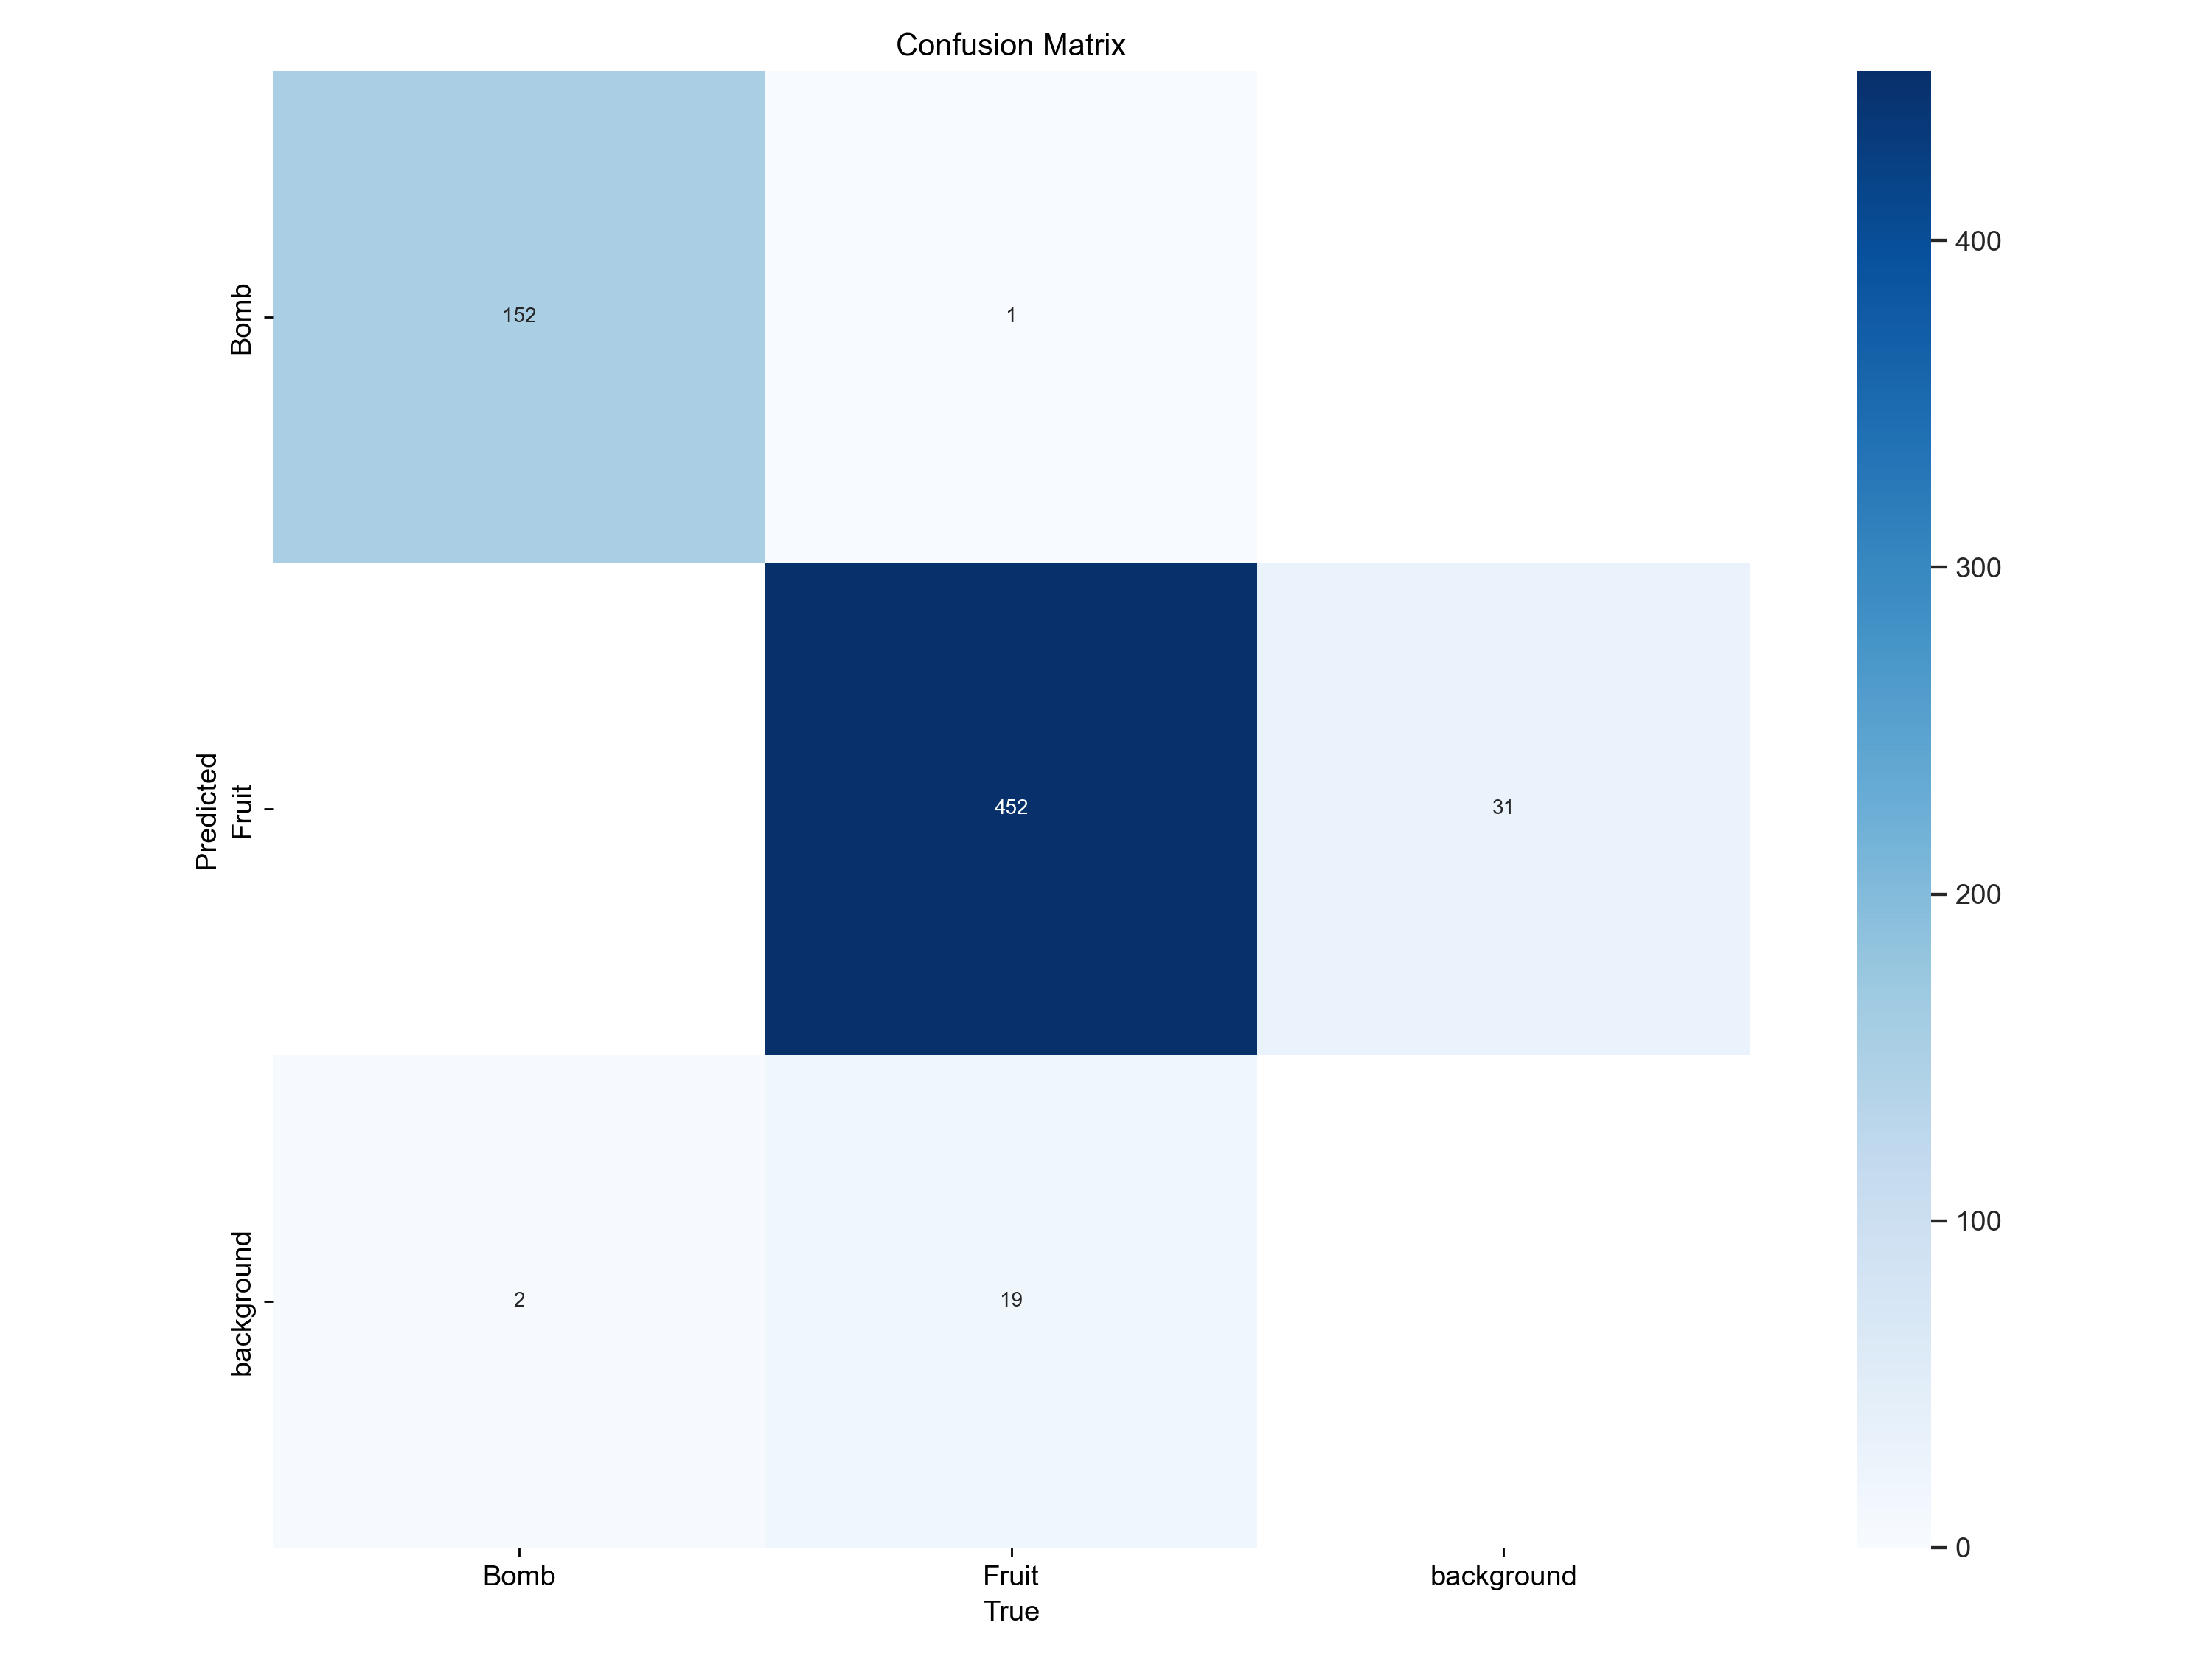 Confusion Matrix
Bomb
152
1
400
300
Predicted
Fruit
452
31
200
100
background
2
19
0
Bomb
Fruit
background
True